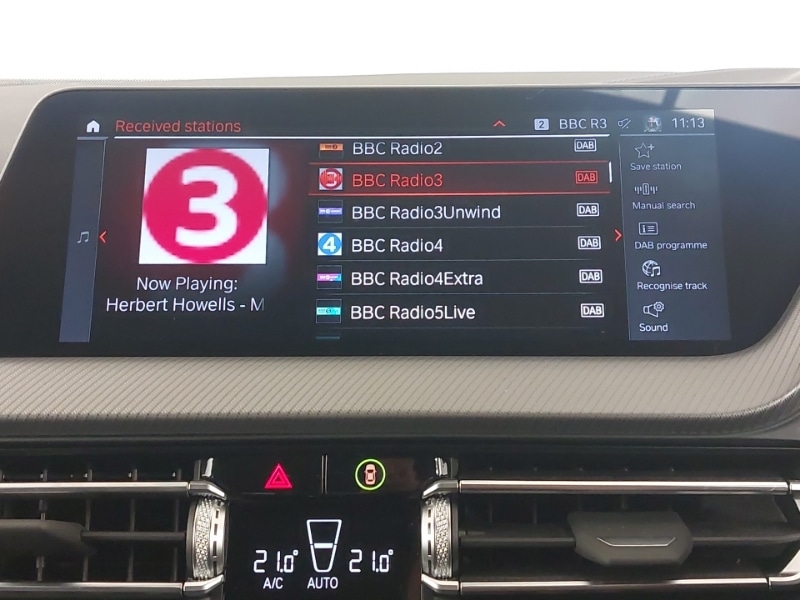 Received stations
2 BBC R3 11:13
3
Now Playing:
Herbert Howells - M
BBC Radio2 DAB
BBC Radio3 DAB
BBC Radio3Unwind DAB
4 BBC Radio4 DAB
BBC Radio4Extra DAB
BBC Radio5Live DAB
Save station
Manual search
DAB programme
Recognise track
Sound
21.0° 21.0°
A/C AUTO